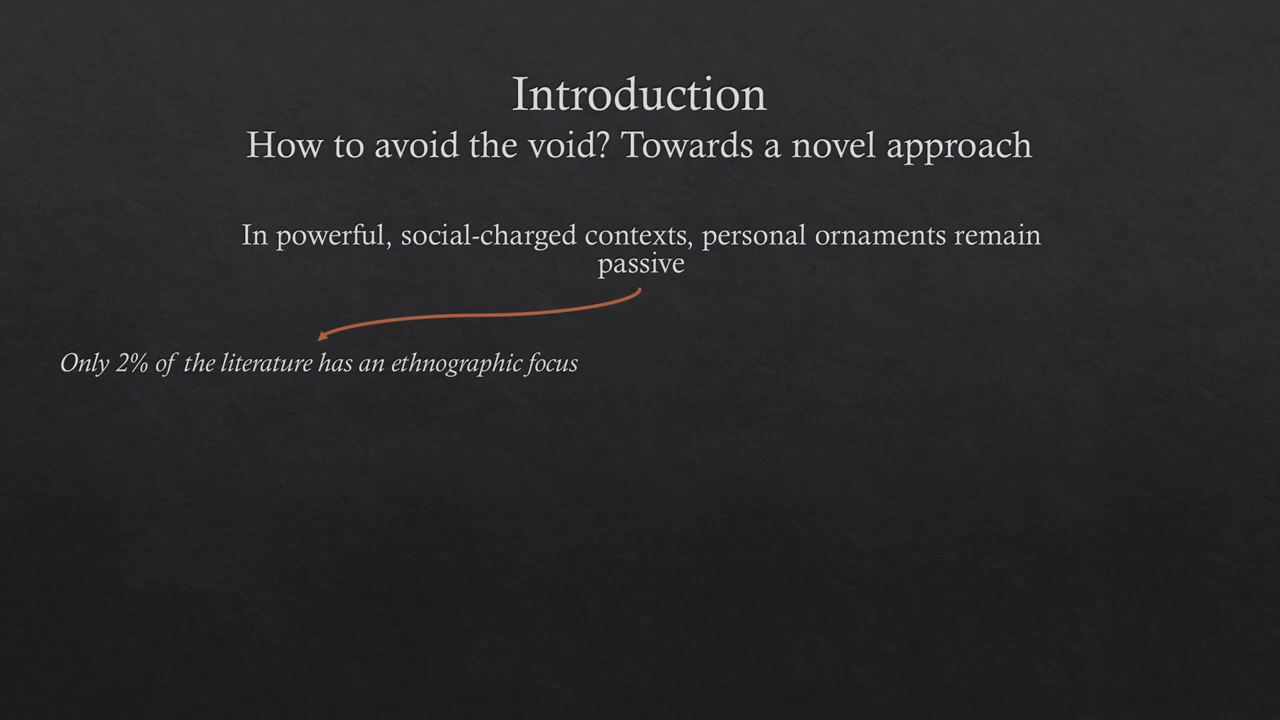 Introduction
How to avoid the void? Towards a novel approach
In powerful, social-charged contexts, personal ornaments remain
passive
Only 2% of the literature has an ethnographic focus